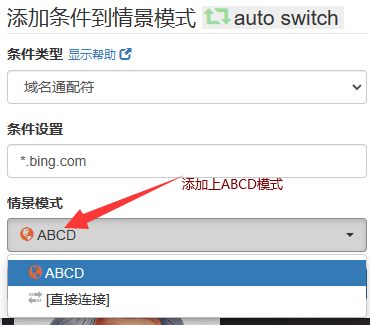 添加条件到情景模式 auto switch
条件类型 显示帮助
域名通配符
条件设置
*.bing.com
添加上ABCD模式
情景模式
ABCD
ABCD
[直接连接]